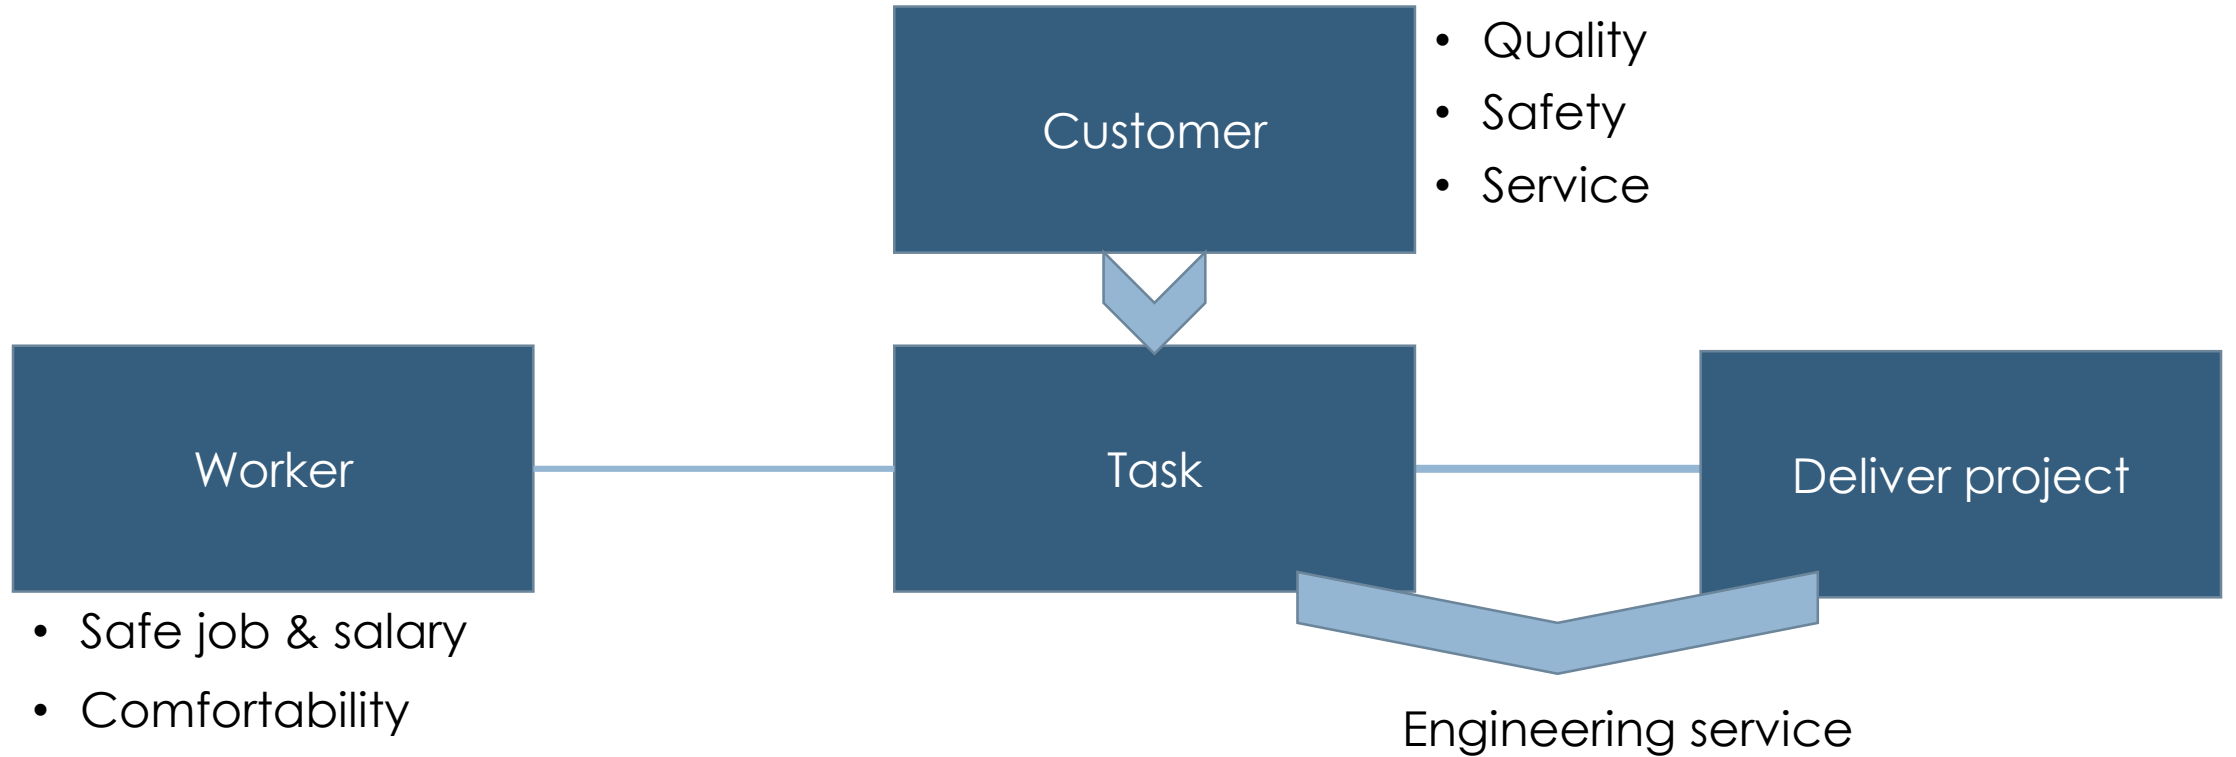 Customer
• Quality
• Safety
• Service
Worker
Task
Deliver project
• Safe job & salary
• Comfortability
Engineering service